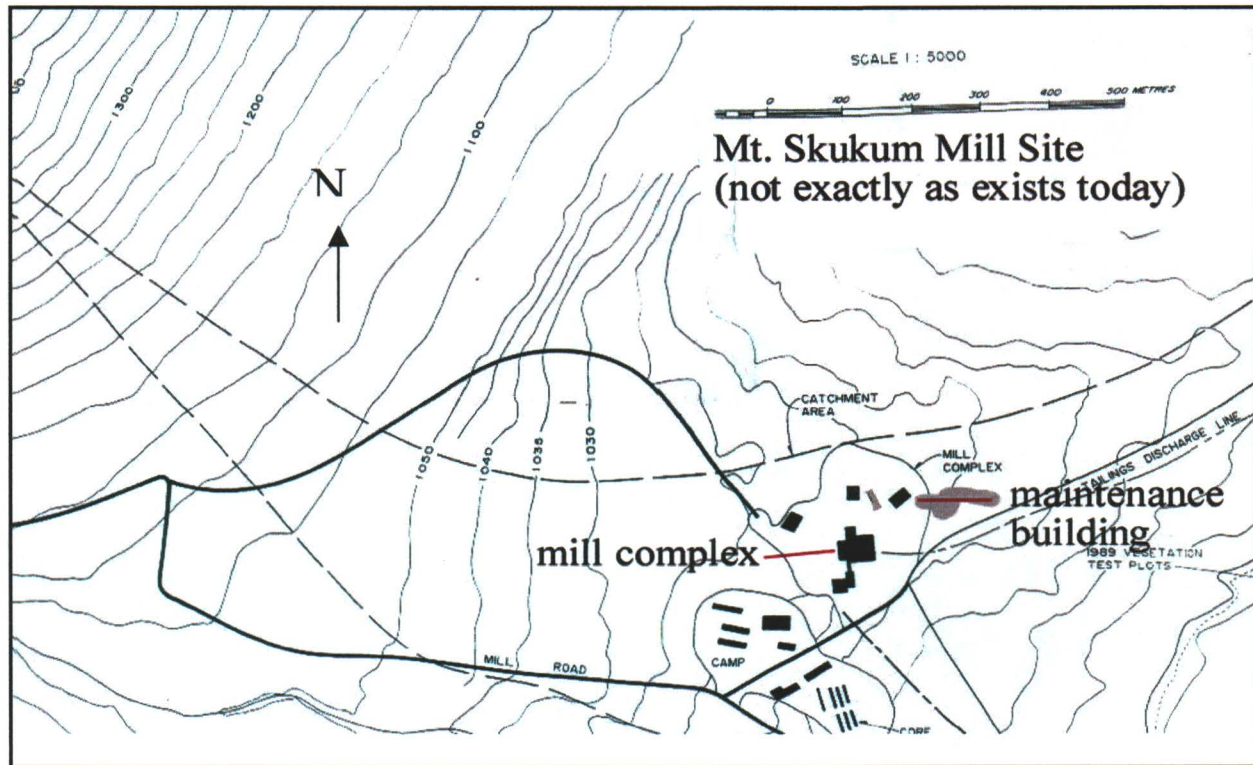 SCALE 1 : 5000
0 100 200 300 400 500 METRES
Mt. Skukum Mill Site
(not exactly as exists today)
N
1300
1200
1100
1050
1040
1035
1030
CATCHMENT
AREA
MILL
COMPLEX
TAILINGS DISCHARGE LINE
maintenance
building
mill complex
1989 VEGETATION
TEST PLOTS
MILL ROAD
CAMP
CORE